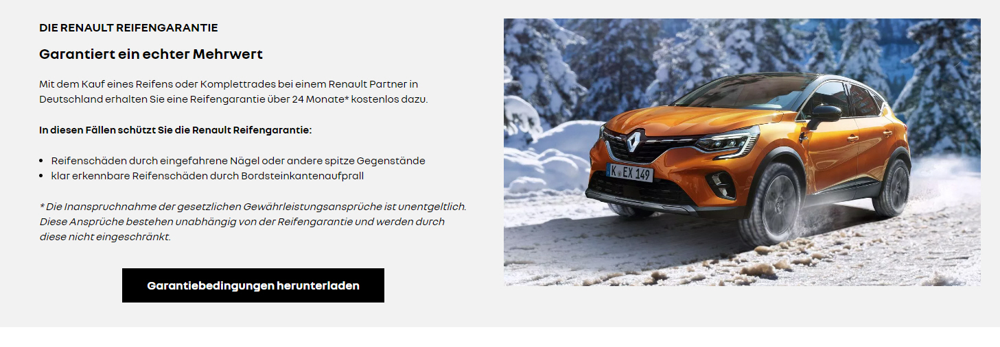 DIE RENAULT REIFENGARANTIE
Garantiert ein echter Mehrwert
Mit dem Kauf eines Reifens oder Komplettrades bei einem Renault Partner in
Deutschland erhalten Sie eine Reifengarantie über 24 Monate* kostenlos dazu.
In diesen Fällen schützt Sie die Renault Reifengarantie:
• Reifenschäden durch eingefahrene Nägel oder andere spitze Gegenstände
• klar erkennbare Reifenschäden durch Bordsteinkantenaufprall
* Die Inanspruchnahme der gesetzlichen Gewährleistungsansprüche ist unentgeltlich.
Diese Ansprüche bestehen unabhängig von der Reifengarantie und werden durch
diese nicht eingeschränkt.
Garantiebedingungen herunterladen
K EX 149